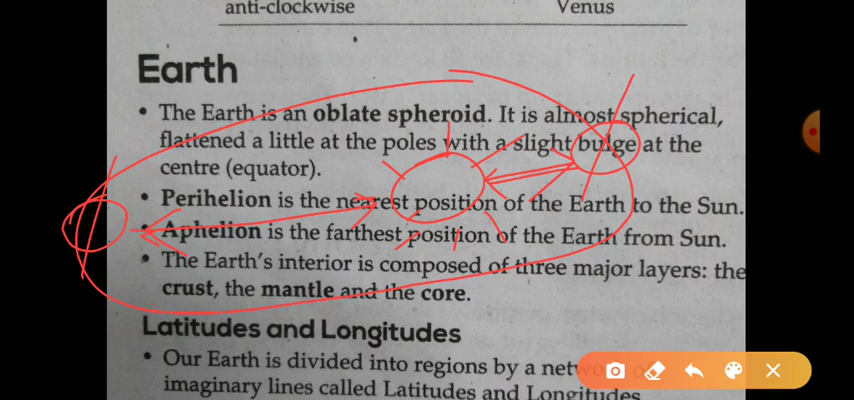 anti-clockwise Venus
Earth
• The Earth is an oblate spheroid. It is almost spherical,
flattened a little at the poles with a slight bulge at the
centre (equator).
• Perihelion is the nearest position of the Earth to the Sun.
• Aphelion is the farthest position of the Earth from Sun.
• The Earth's interior is composed of three major layers: the
crust, the mantle and the core.
Latitudes and Longitudes
• Our Earth is divided into regions by a of
imaginary lines called Latitudes and Longitudes